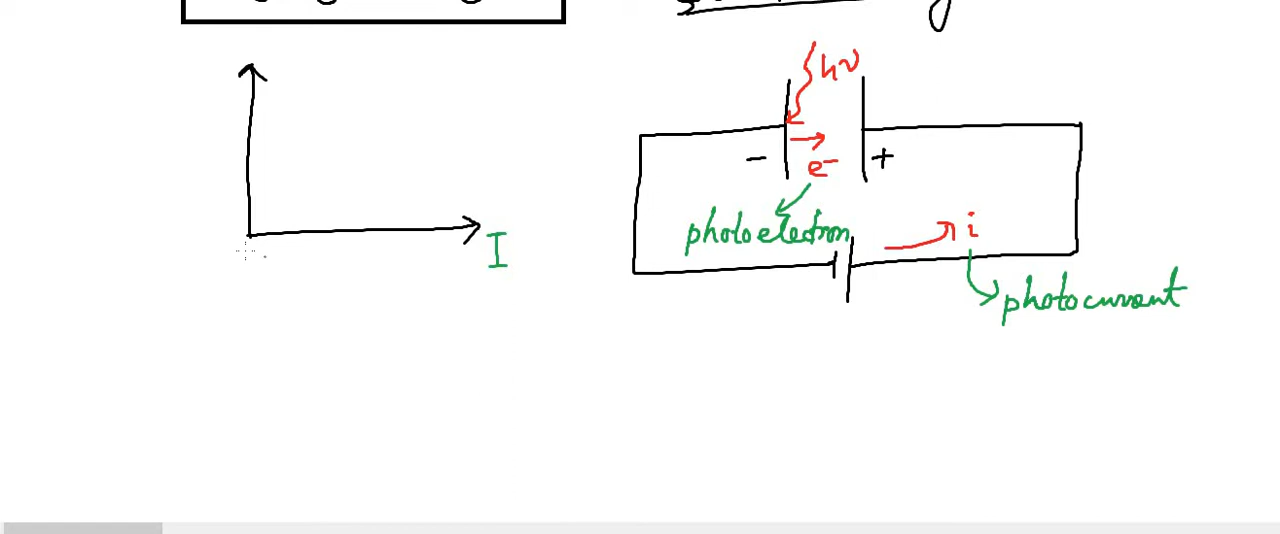 hν
- +
e⁻
photoelectron
i
I
photocurrent